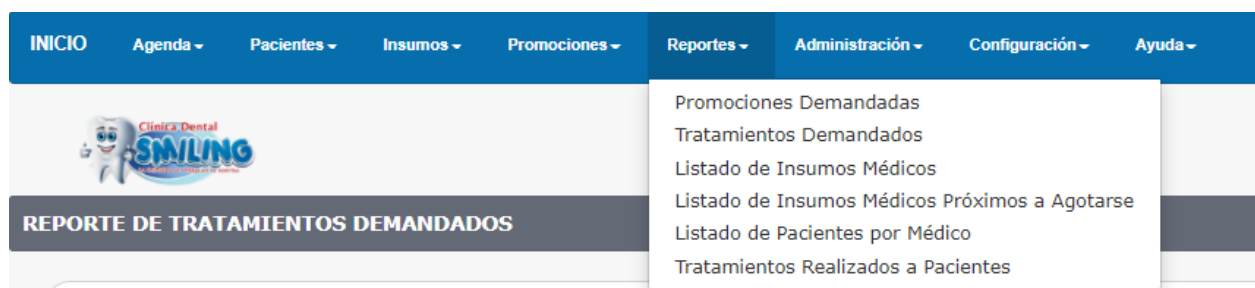 INICIO Agenda Pacientes Insumos Promociones Reportes Administración Configuración Ayuda
Promociones Demandadas
Tratamientos Demandados
Listado de Insumos Médicos
Listado de Insumos Médicos Próximos a Agotarse
Listado de Pacientes por Médico
Tratamientos Realizados a Pacientes
Clínica Dental
SMILING
REPORTE DE TRATAMIENTOS DEMANDADOS